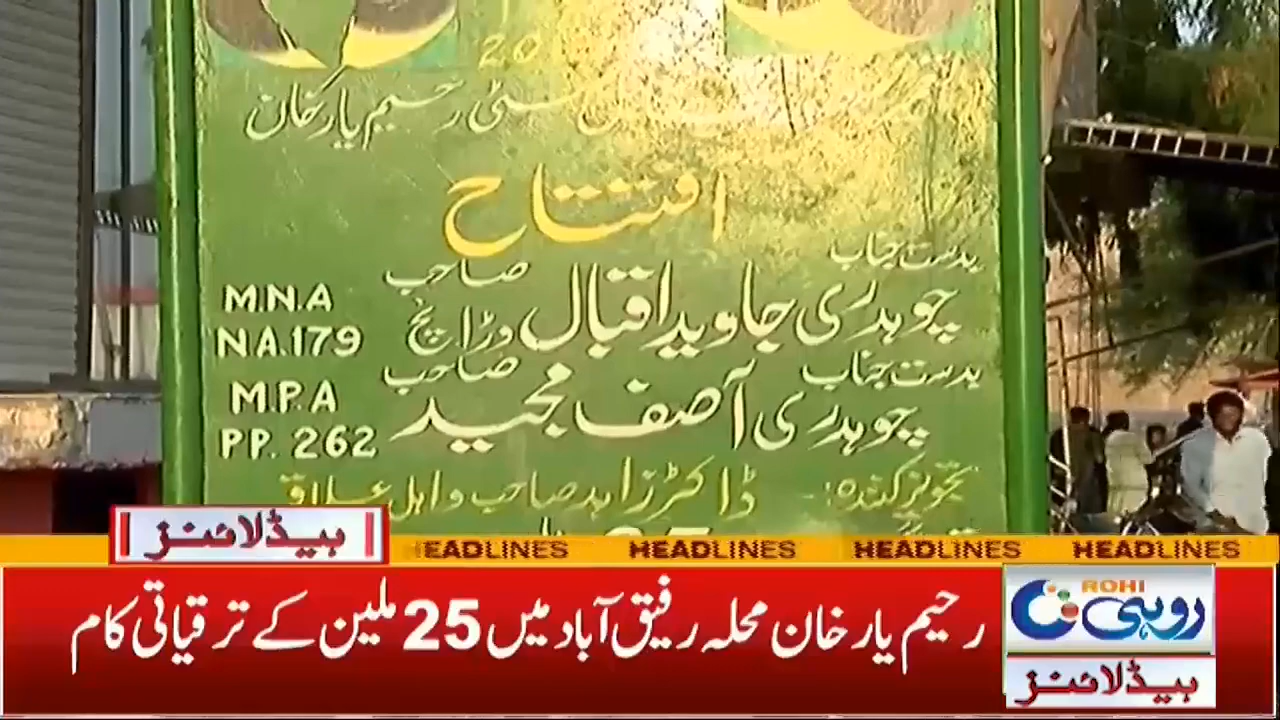 20
سٹی رحیم یار خان
افتتاح
بدست جناب
چوہدری جاوید اقبال وڑائچ صاحب
M.N.A
N.A.179
بدست جناب
چوہدری آصف مجید صاحب
M.P.A
PP. 262
تجویز کنندہ:- ڈاکٹر زاہد صاحب و اہل علاقہ
ہیڈلائنز
HEADLINES HEADLINES HEADLINES HEADLINES
رحیم یار خان محلہ رفیق آباد میں 25 ملین کے ترقیاتی کام
ROHI
روہی
ہیڈلائنز